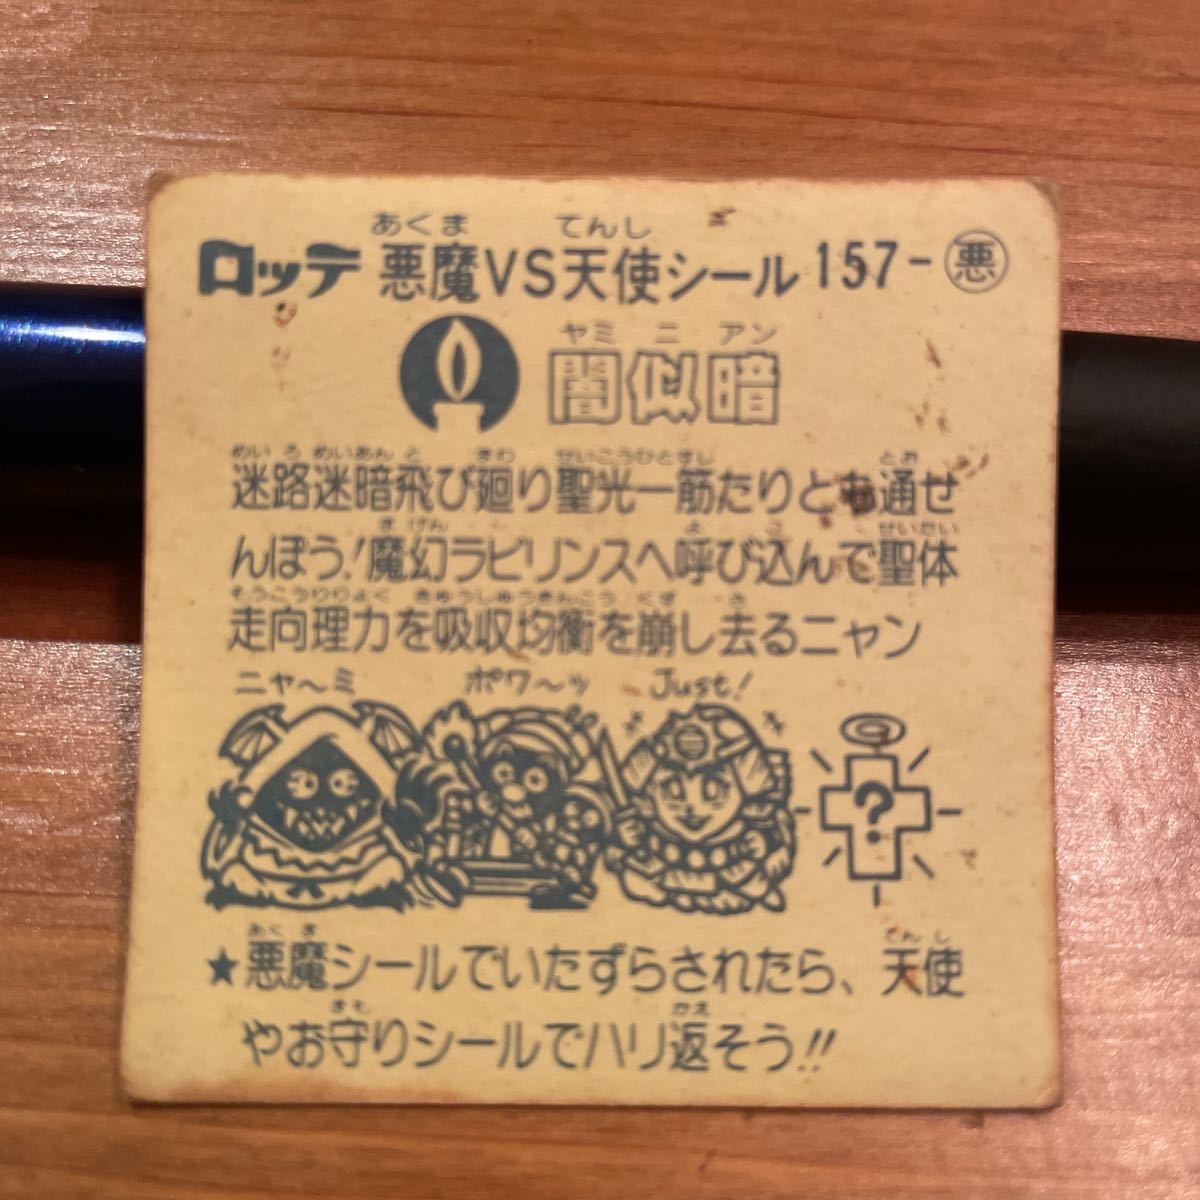 あくま てんし
ロッテ 悪魔VS天使シール 157-悪
ヤミ ニ アン
闇似暗
めいろ めいあん と まわ せいこうひとすじ とお
迷路迷暗飛び廻り聖光一筋たりとも通せ
まげん よ こ せいたい
んぼう!魔幻ラビリンスへ呼び込んで聖体
そうこうりりょく きゅうしゅうきんこう くず さ
走向理力を吸収均衡を崩し去るニャン
ニャ〜ミ ポワ〜ッ Just!
?
あくま てんし
★悪魔シールでいたずらされたら、天使
まも かえ
やお守りシールでハリ返そう!!